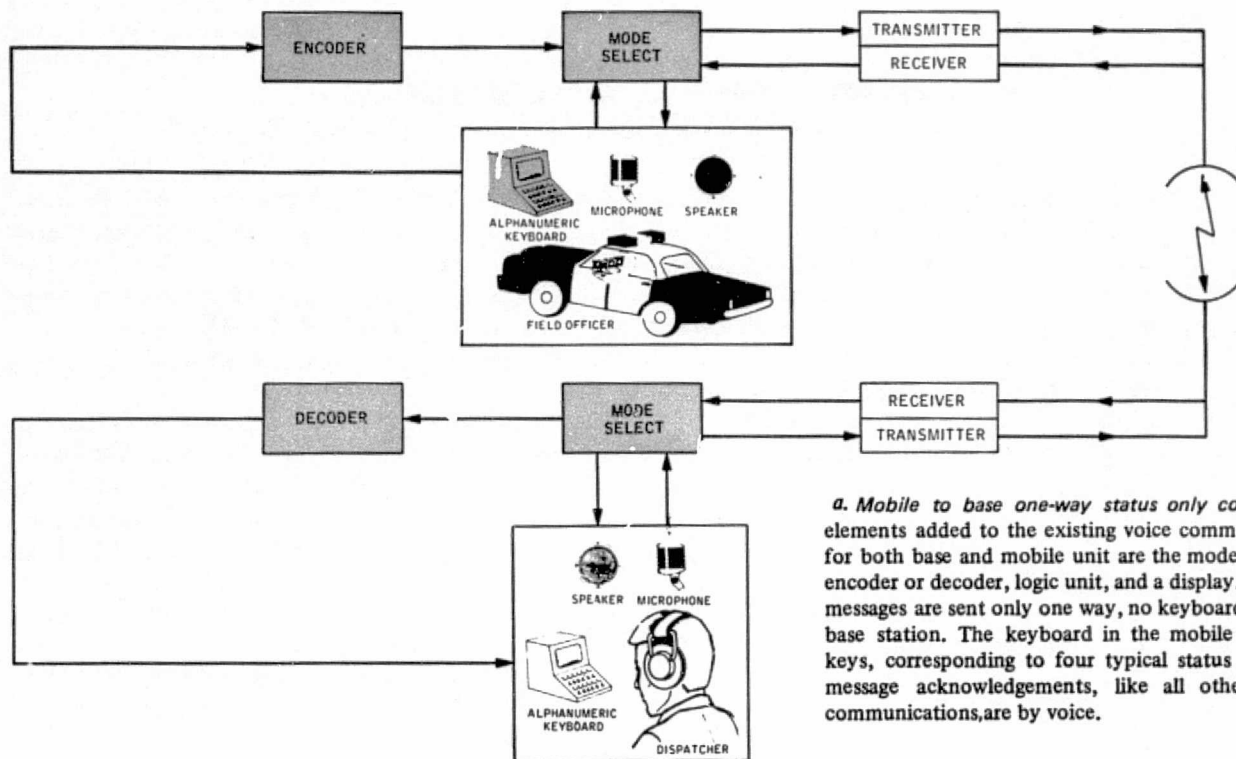 ENCODER
MODE
SELECT
TRANSMITTER
RECEIVER
ALPHANUMERIC
KEYBOARD
MICROPHONE
SPEAKER
FIELD OFFICER
DECODER
MODE
SELECT
RECEIVER
TRANSMITTER
SPEAKER
MICROPHONE
ALPHANUMERIC
KEYBOARD
DISPATCHER
a. Mobile to base one-way status only co
elements added to the existing voice comm
for both base and mobile unit are the mode
encoder or decoder, logic unit, and a display.
messages are sent only one way, no keyboard
base station. The keyboard in the mobile
keys, corresponding to four typical status
message acknowledgements, like all othe
communications,are by voice.